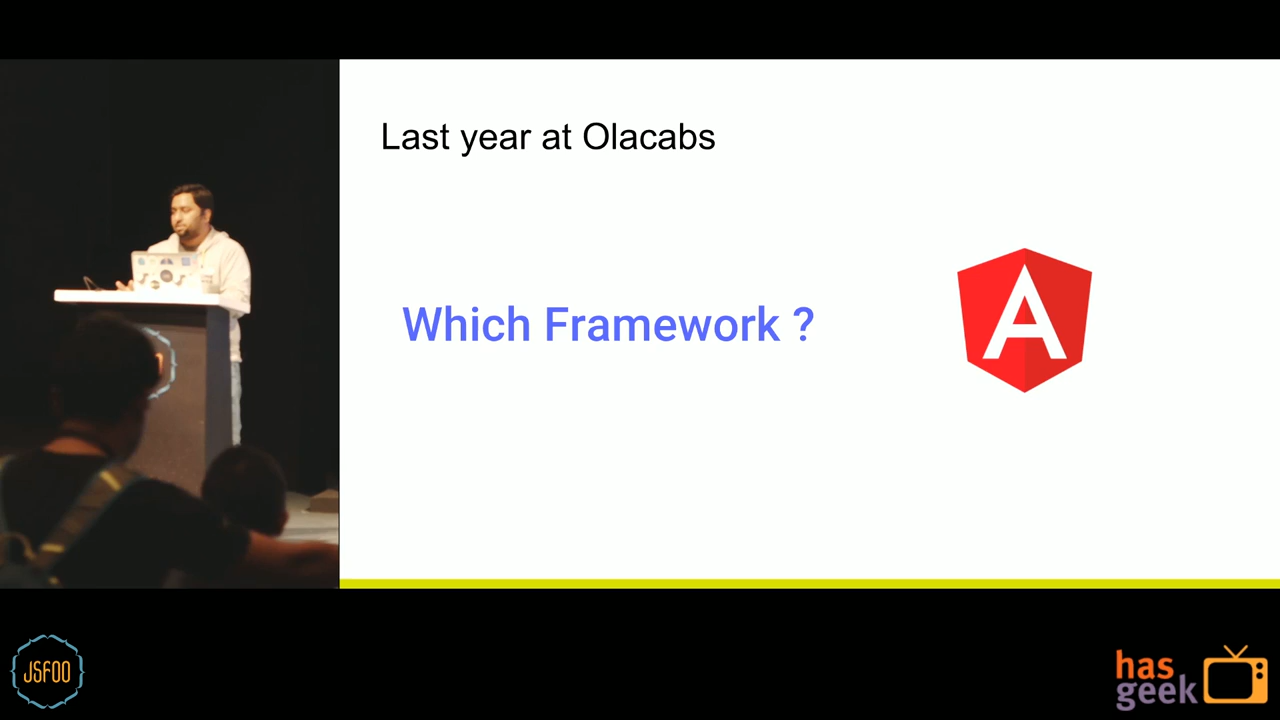 Last year at Olacabs
Which Framework ?
A
JSFOO
has
geek